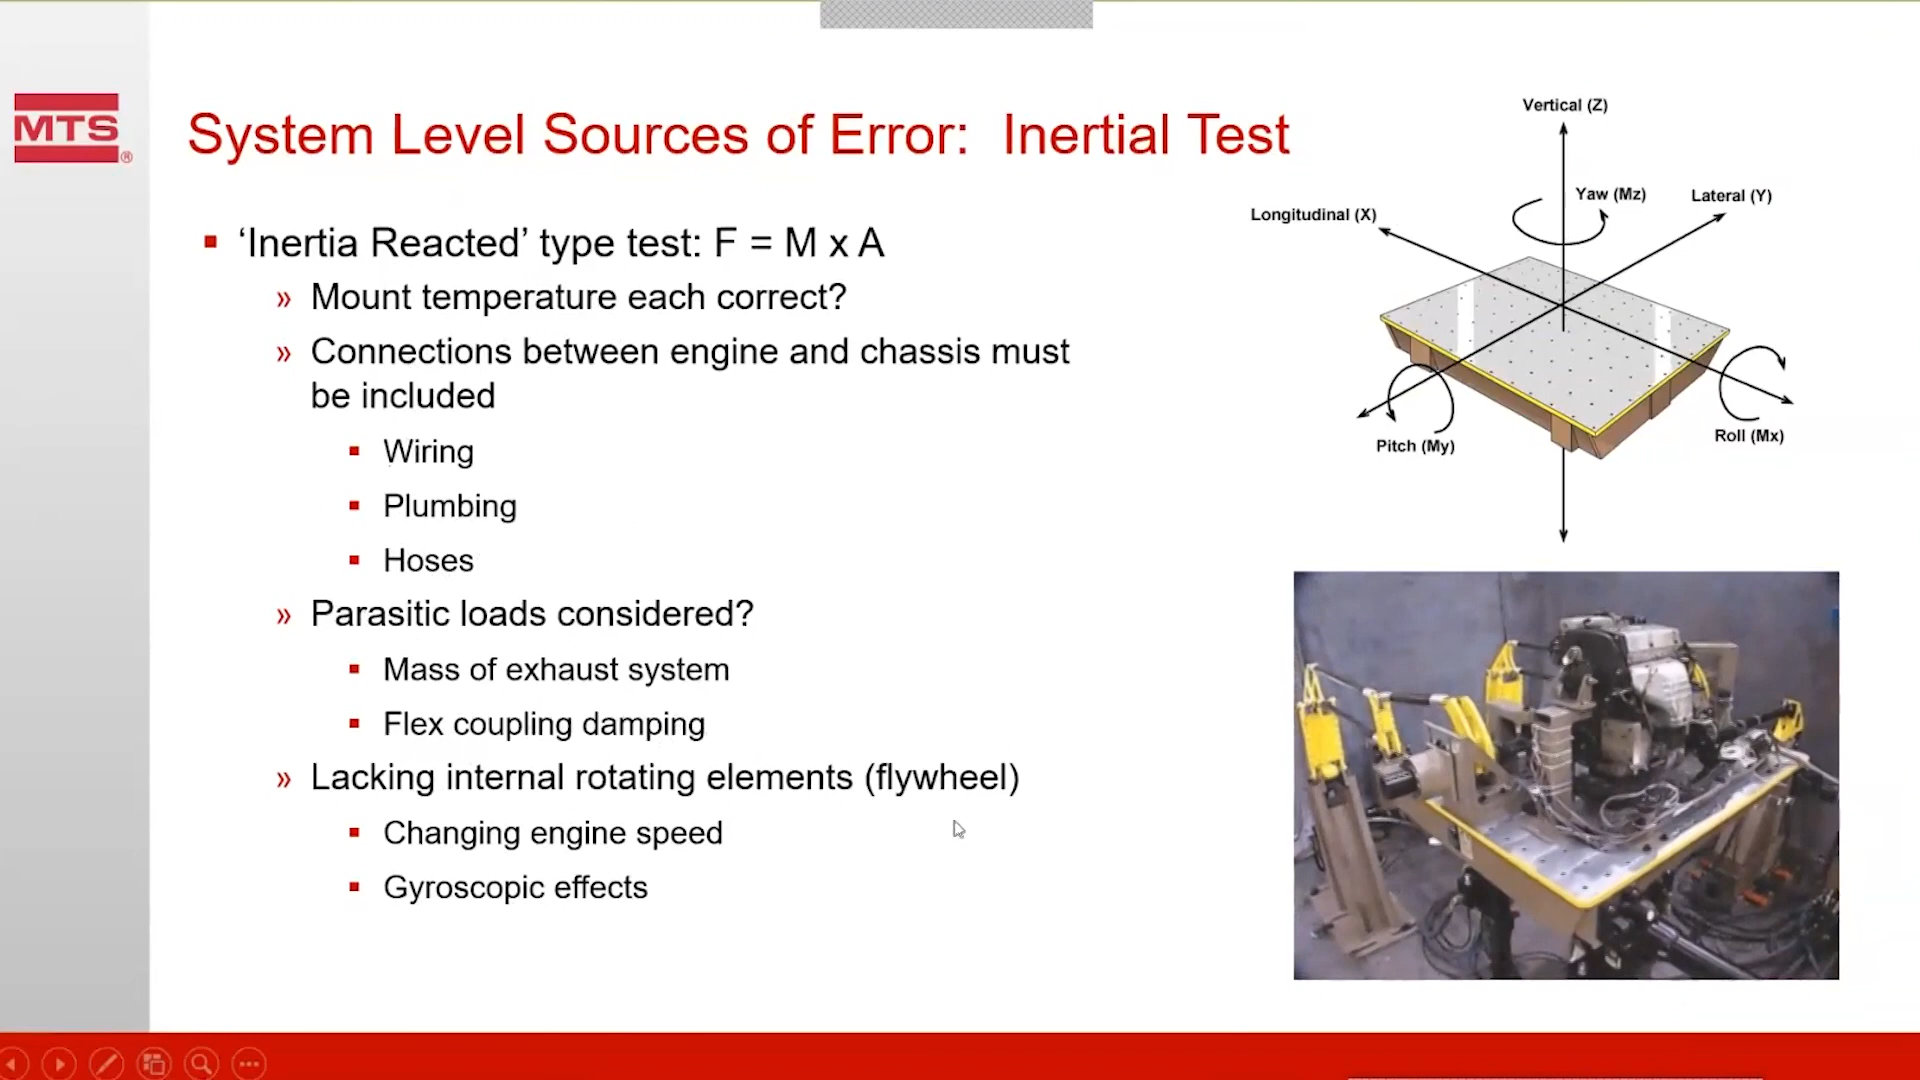 MTS
®
System Level Sources of Error: Inertial Test
‘Inertia Reacted’ type test: F = M x A
» Mount temperature each correct?
» Connections between engine and chassis must
be included
Wiring
Plumbing
Hoses
» Parasitic loads considered?
Mass of exhaust system
Flex coupling damping
» Lacking internal rotating elements (flywheel)
Changing engine speed
Gyroscopic effects
Vertical (Z)
Yaw (Mz)
Lateral (Y)
Longitudinal (X)
Pitch (My)
Roll (Mx)